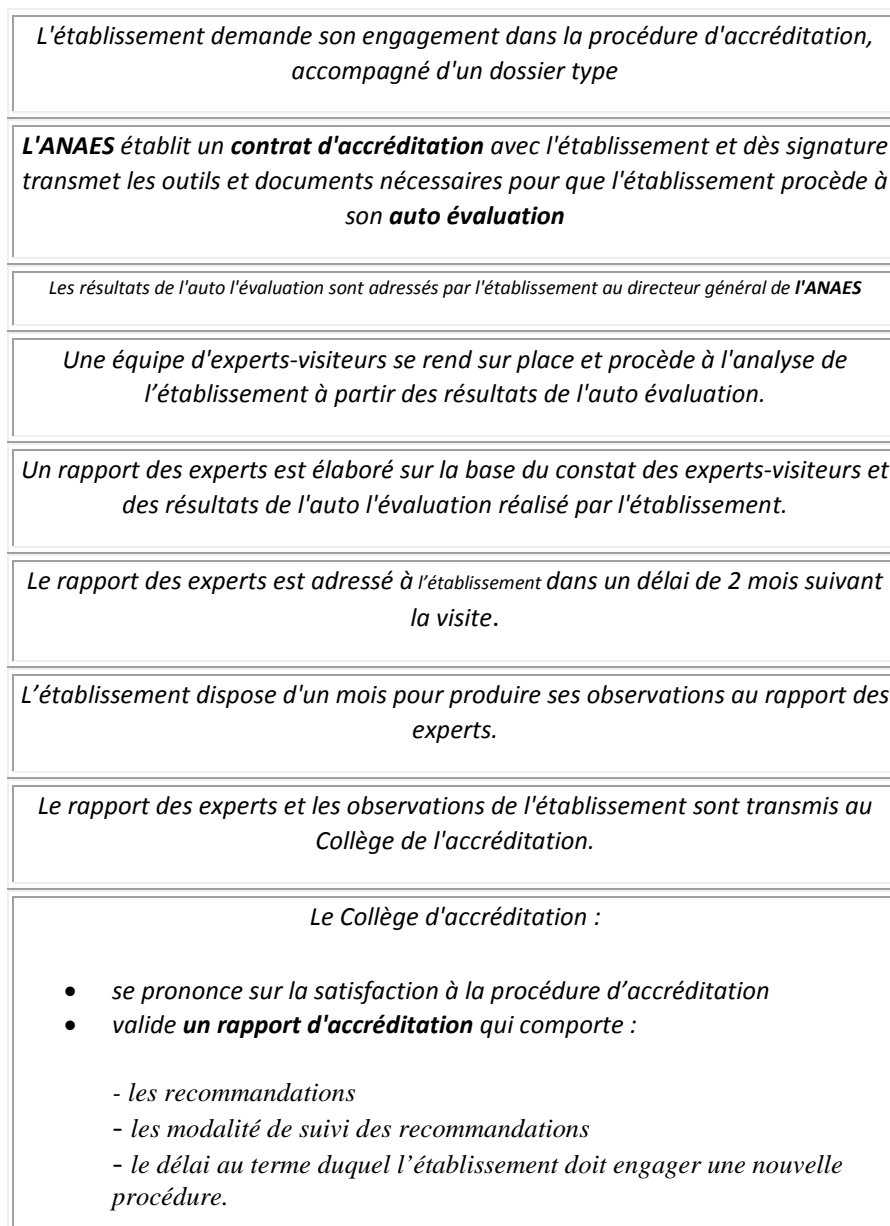 L'établissement demande son engagement dans la procédure d'accréditation,
accompagné d'un dossier type
L'ANAES établit un contrat d'accréditation avec l'établissement et dès signature
transmet les outils et documents nécessaires pour que l'établissement procède à
son auto évaluation
Les résultats de l'auto l'évaluation sont adressés par l'établissement au directeur général de l'ANAES
Une équipe d'experts-visiteurs se rend sur place et procède à l'analyse de
l’établissement à partir des résultats de l'auto évaluation.
Un rapport des experts est élaboré sur la base du constat des experts-visiteurs et
des résultats de l'auto l'évaluation réalisé par l'établissement.
Le rapport des experts est adressé à l’établissement dans un délai de 2 mois suivant
la visite.
L’établissement dispose d'un mois pour produire ses observations au rapport des
experts.
Le rapport des experts et les observations de l'établissement sont transmis au
Collège de l'accréditation.
Le Collège d'accréditation :
• se prononce sur la satisfaction à la procédure d’accréditation
• valide un rapport d'accréditation qui comporte :
- les recommandations
- les modalité de suivi des recommandations
- le délai au terme duquel l’établissement doit engager une nouvelle
procédure.